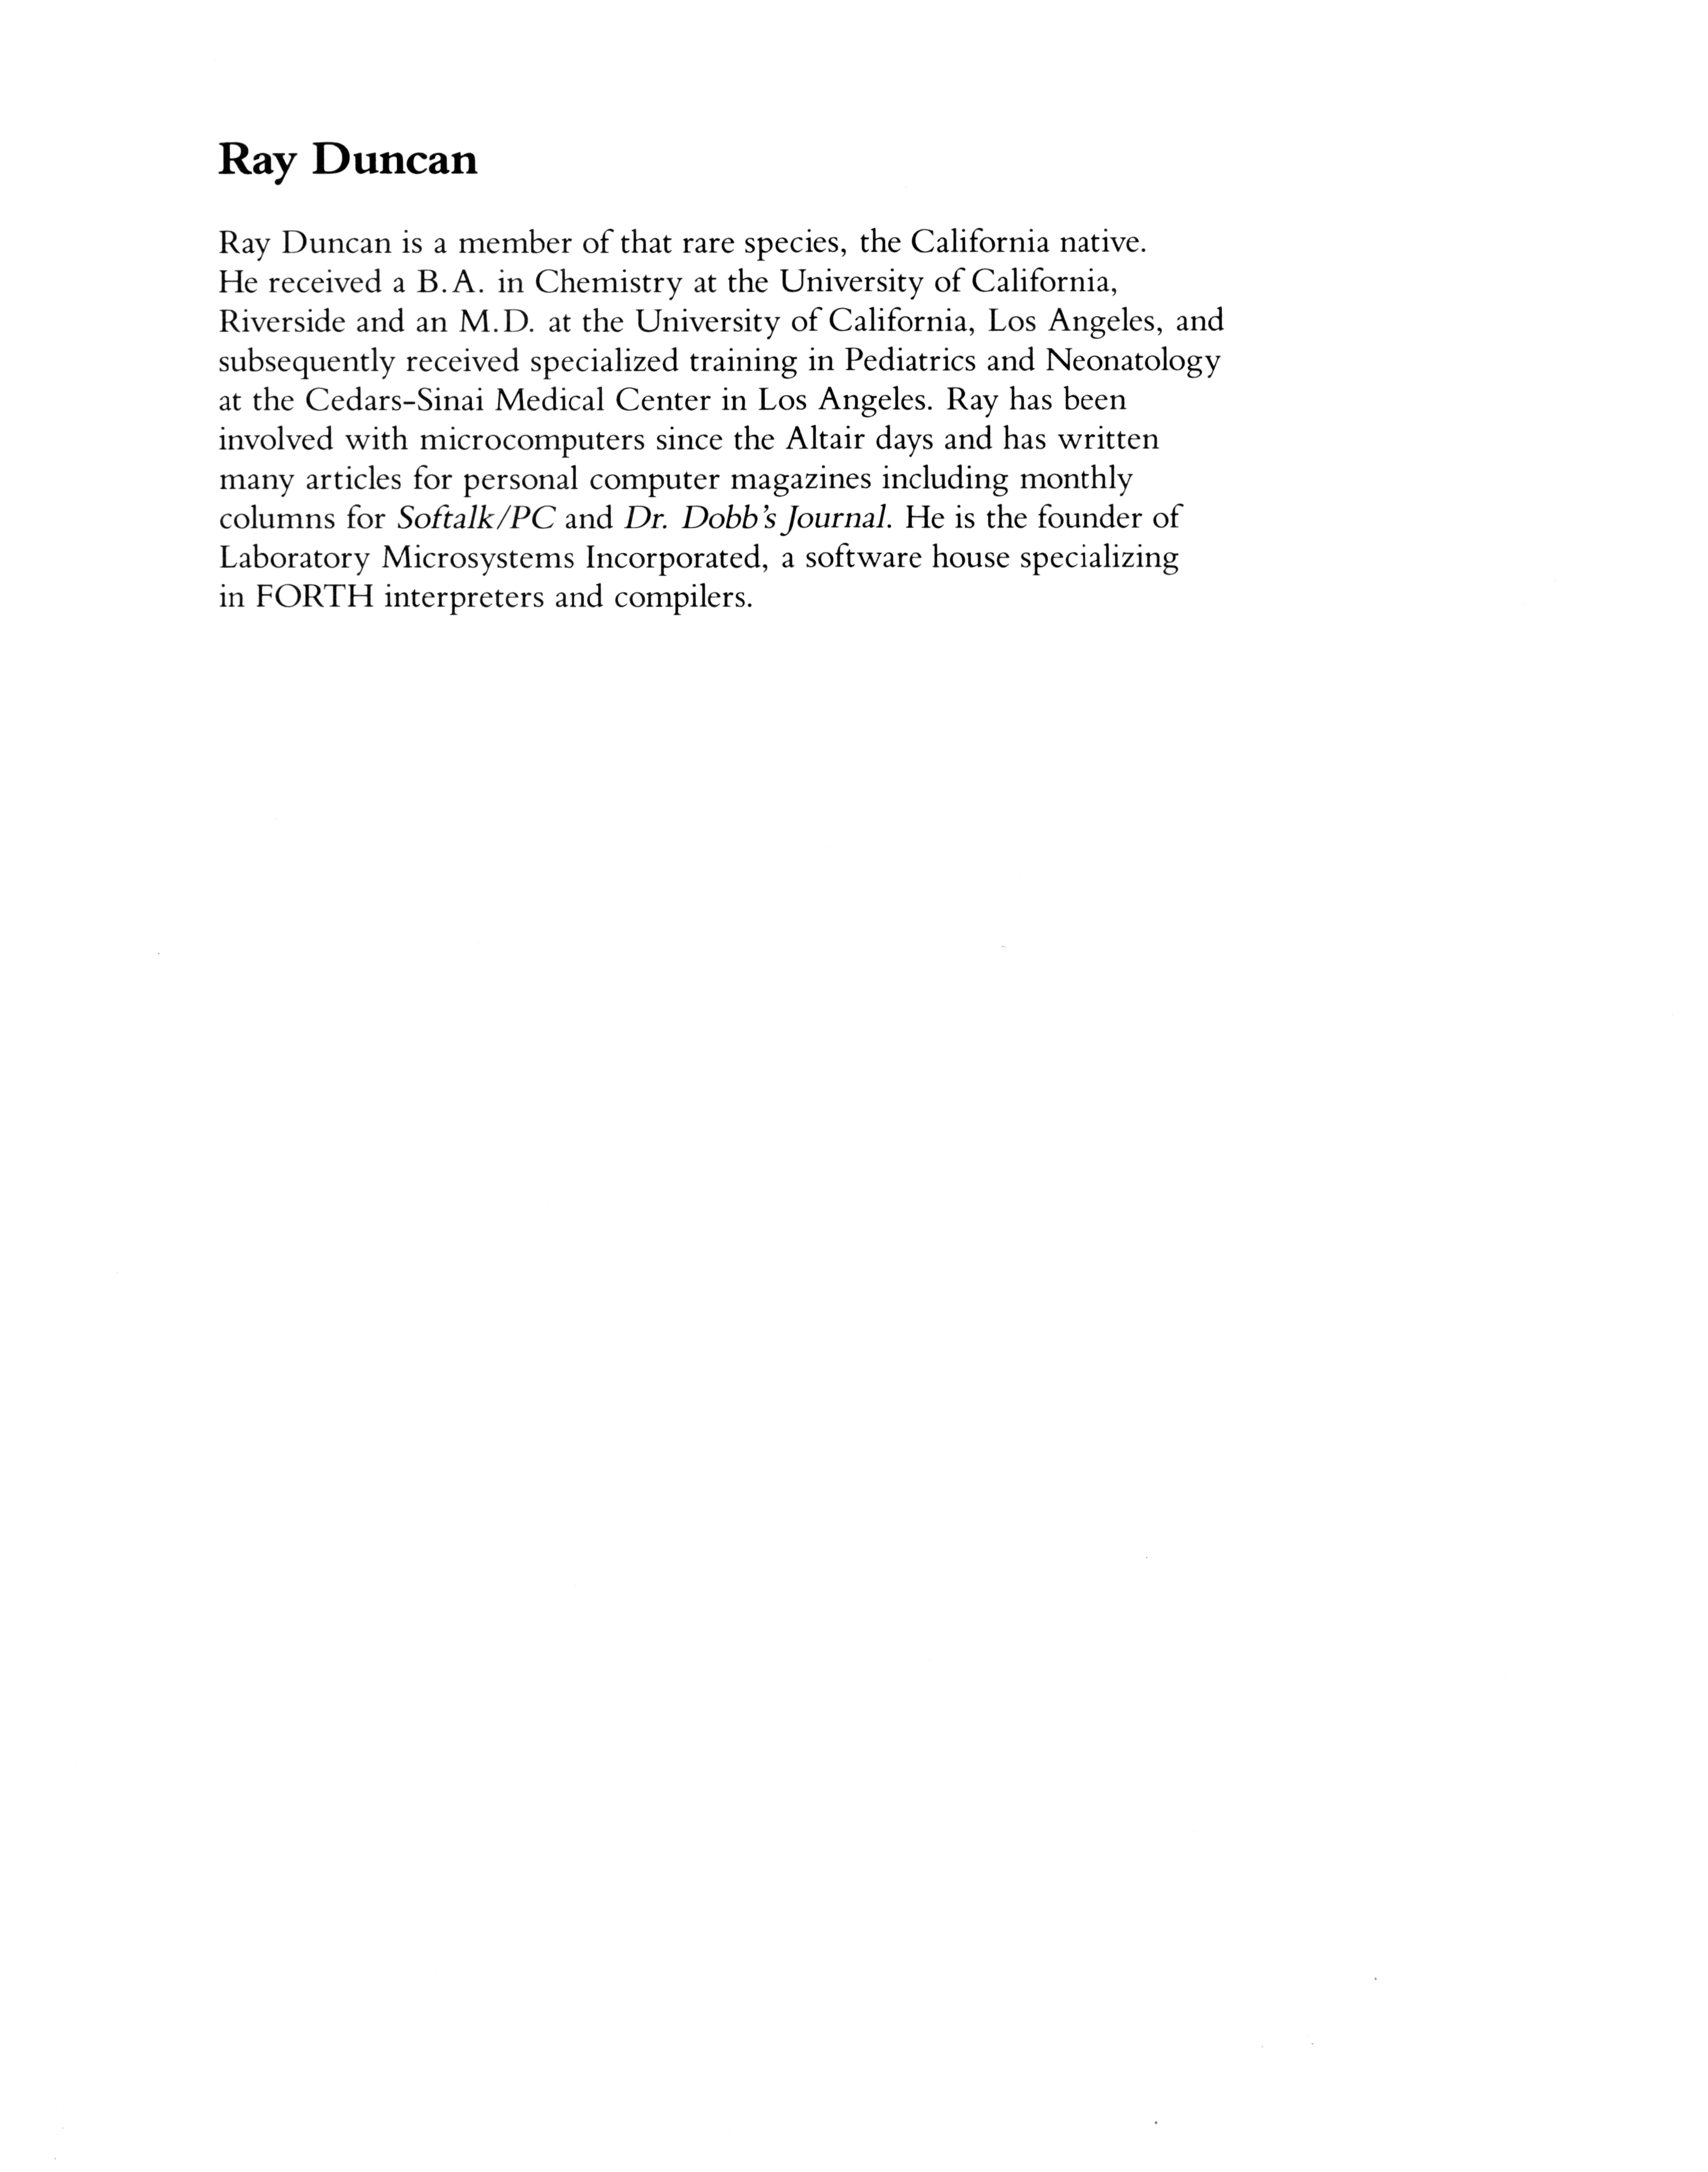 Ray Duncan
Ray Duncan is a member of that rare species, the California native.
He received a B.A. in Chemistry at the University of California,
Riverside and an M.D. at the University of California, Los Angeles, and
subsequently received specialized training in Pediatrics and Neonatology
at the Cedars-Sinai Medical Center in Los Angeles. Ray has been
involved with microcomputers since the Altair days and has written
many articles for personal computer magazines including monthly
columns for Softalk/PC and Dr. Dobb's Journal. He is the founder of
Laboratory Microsystems Incorporated, a software house specializing
in FORTH interpreters and compilers.